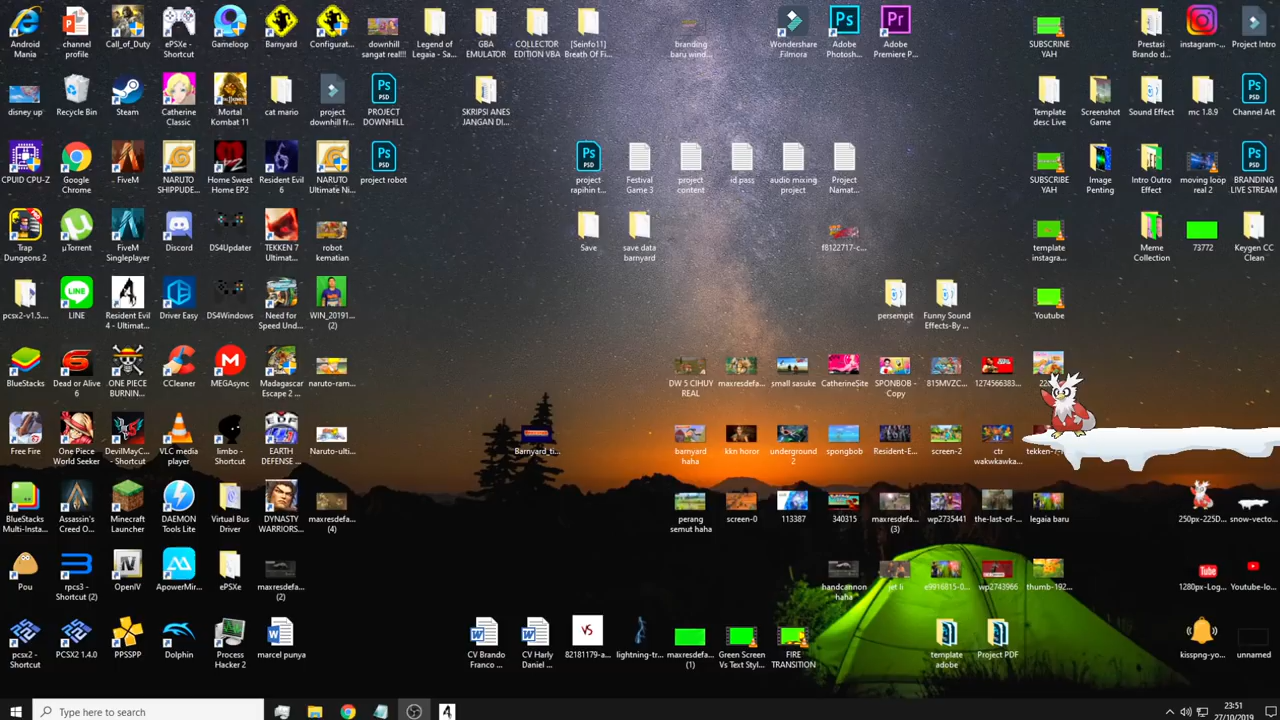 Android Mania
channel profile
Call_of_Duty
ePSXe - Shortcut
Gameloop
Barnyard
Configurat...
downhill sangat real!!!
Legend of Legaia - Sa...
GBA EMULATOR
COLLECTOR EDITION VBA
[Seinfo11] Breath Of Fi...
branding baru wind...
Wondershare Filmora
Adobe Photosh...
Adobe Premiere P...
SUBSCRINE YAH
Prestasi Brando d...
instagram-...
Project Intro
disney up
Recycle Bin
Steam
Catherine Classic
Mortal Kombat 11
cat mario
project downhill fr...
PROJECT DOWNHILL
SKRIPSI ANES JANGAN DI...
Template desc Live
Screenshot Game
Sound Effect
mc 1.8.9
Channel Art
CPUID CPU-Z
Google Chrome
FiveM
NARUTO SHIPPUDE...
Home Sweet Home EP2
Resident Evil 6
NARUTO Ultimate Ni...
project robot
project rapihin t...
Festival Game 3
project content
id pass
audio mixing project
Project Namat...
SUBSCRIBE YAH
Image Penting
Intro Outro Effect
moving loop real 2
BRANDING LIVE STREAM
Trap Dungeons 2
µTorrent
FiveM Singleplayer
Discord
DS4Updater
TEKKEN 7 Ultimat...
robot kematian
Save
save data barnyard
f8122717-c...
template instagra...
Meme Collection
73772
Keygen CC Clean
pcsx2-v1.5....
LINE
Resident Evil 4 - Ultimat...
Driver Easy
DS4Windows
Need for Speed Und...
WIN_20191... (2)
persempit
Funny Sound Effects-By ...
Youtube
BlueStacks
Dead or Alive 6
ONE PIECE BURNIN...
CCleaner
MEGAsync
Madagascar Escape 2 ...
naruto-ram...
DW 5 CIHUY REAL
maxresdefa...
small sasuke
CatherineSite
SPONBOB - Copy
815MVZC...
1274566383...
Free Fire
One Piece World Seeker
DevilMayC... - Shortcut
VLC media player
limbo - Shortcut
EARTH DEFENSE ...
Naruto-ulti...
Barnyard_ti...
barnyard haha
kkn horor
underground 2
spongbob
Resident-E...
screen-2
ctr wakwkawka...
BlueStacks Multi-Insta...
Assassin's Creed O...
Minecraft Launcher
DAEMON Tools Lite
Virtual Bus Driver
DYNASTY WARRIORS...
maxresdefa... (4)
perang semut haha
screen-0
113387
340315
maxresdefa... (3)
wp2735441
the-last-of-...
legaia baru
250px-225D...
snow-vecto...
Pou
rpcs3 - Shortcut (2)
OpenIV
ApowerMir...
ePSXe
maxresdefa... (2)
handcannon haha
jet li
e9916815-0...
wp2743966
thumb-192...
1280px-Log...
Youtube-lo...
pcsx2 - Shortcut
PCSX2 1.4.0
PPSSPP
Dolphin
Process Hacker 2
marcel punya
CV Brando Franco ...
CV Harly Daniel ...
82181179-a...
lightning-tr...
maxresdefa... (1)
Green Screen Vs Text Styl...
FIRE TRANSITION
template adobe
Project PDF
kisspng-yo...
unnamed
Type here to search
23:51
27/10/2019